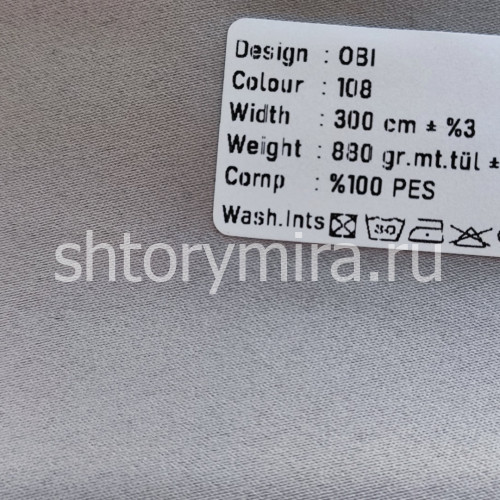 Design : OBI
Colour : 108
Width : 300 cm ± %3
Weight : 880 gr.mt.tül ±
Comp : %100 PES
Wash.Ints 30
shtorymira.ru